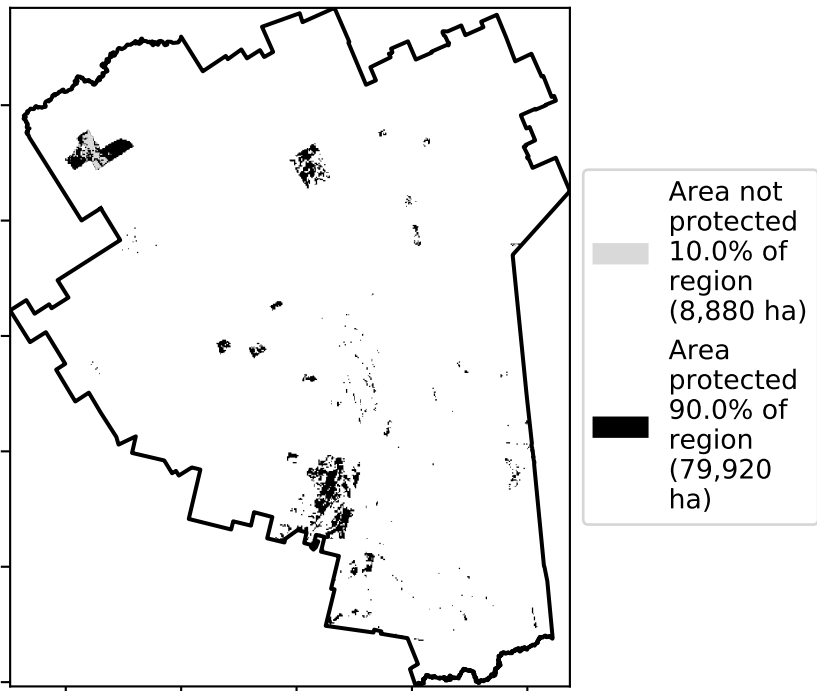 Area not
protected
10.0% of
region
(8,880 ha)
Area
protected
90.0% of
region
(79,920
ha)